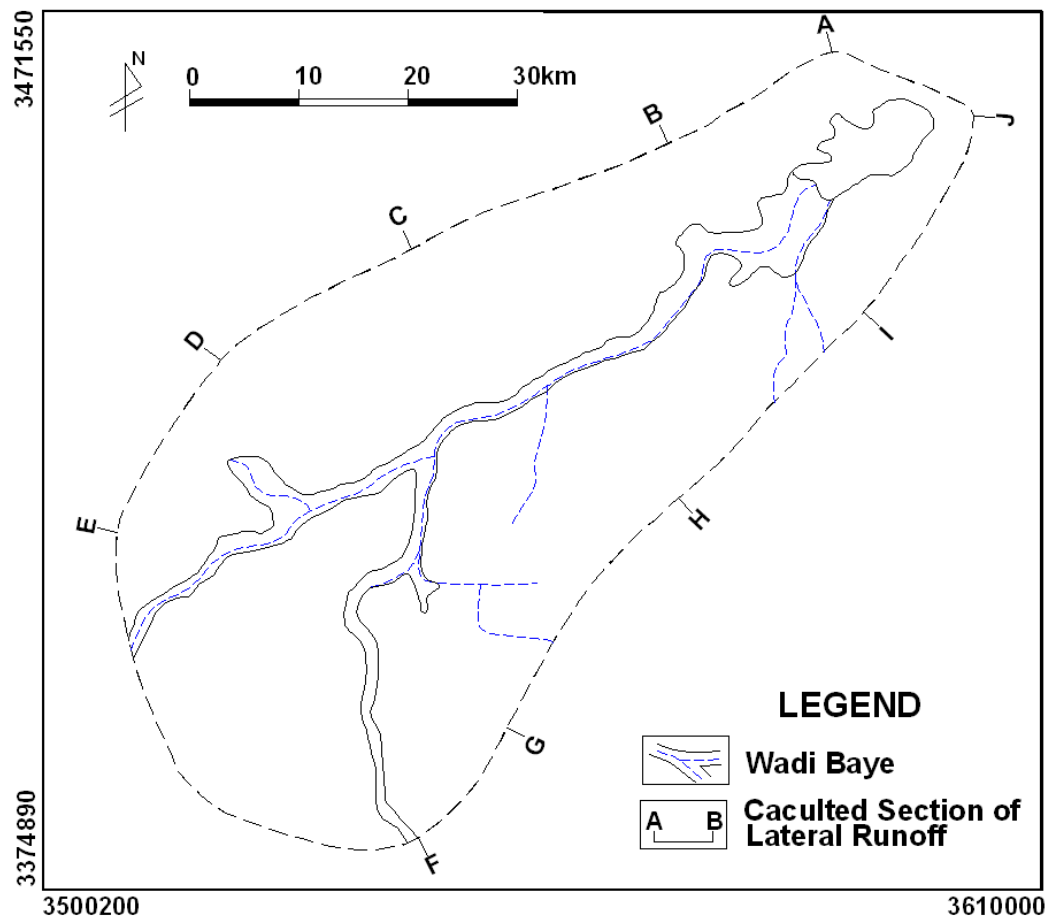 3471550
N
0 10 20 30km
A
B
C
D
E
F
G
H
I
J
LEGEND
Wadi Baye
A B
Caculted Section of
Lateral Runoff
3374890
3500200
3610000